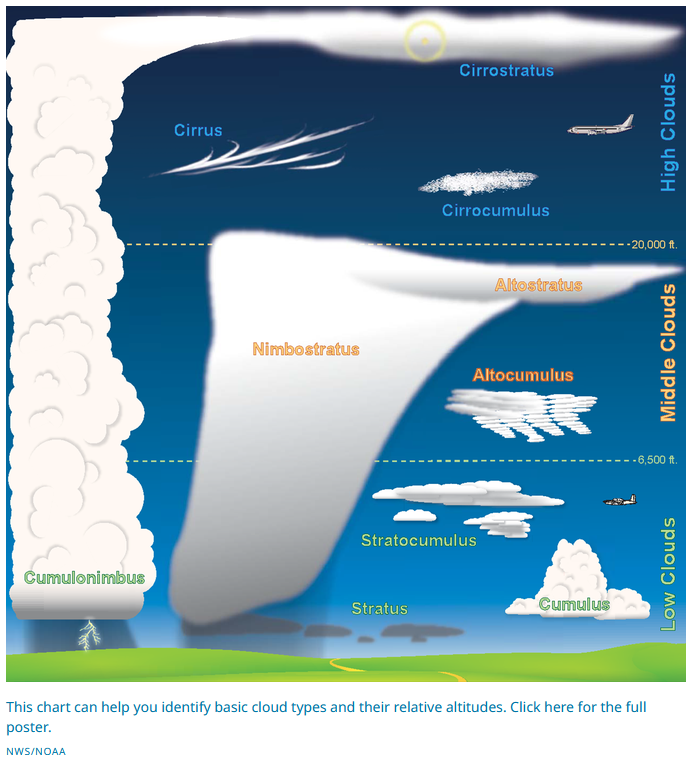 Cirrostratus
Cirrus
High Clouds
Cirrocumulus
20,000 ft.
Altostratus
Nimbostratus
Middle Clouds
Altocumulus
6,500 ft.
Stratocumulus
Low Clouds
Cumulonimbus
Cumulus
Stratus
This chart can help you identify basic cloud types and their relative altitudes. Click here for the full
poster.
NWS/NOAA